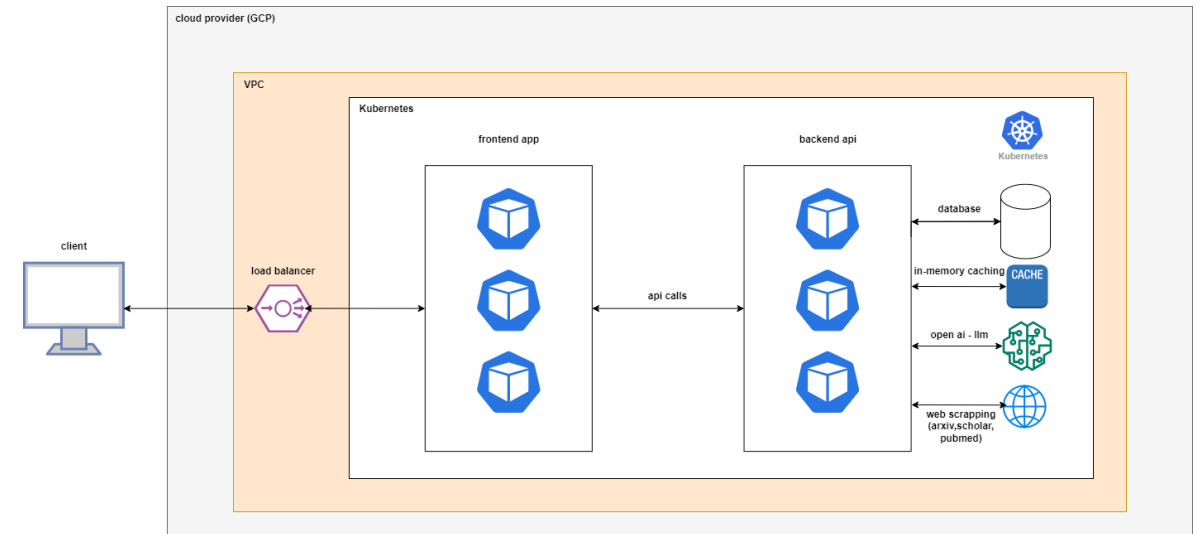 cloud provider (GCP)
VPC
Kubernetes
frontend app
backend api
Kubernetes
database
client
load balancer
in-memory caching
CACHE
api calls
open ai - llm
web scrapping
(arxiv,scholar,
pubmed)